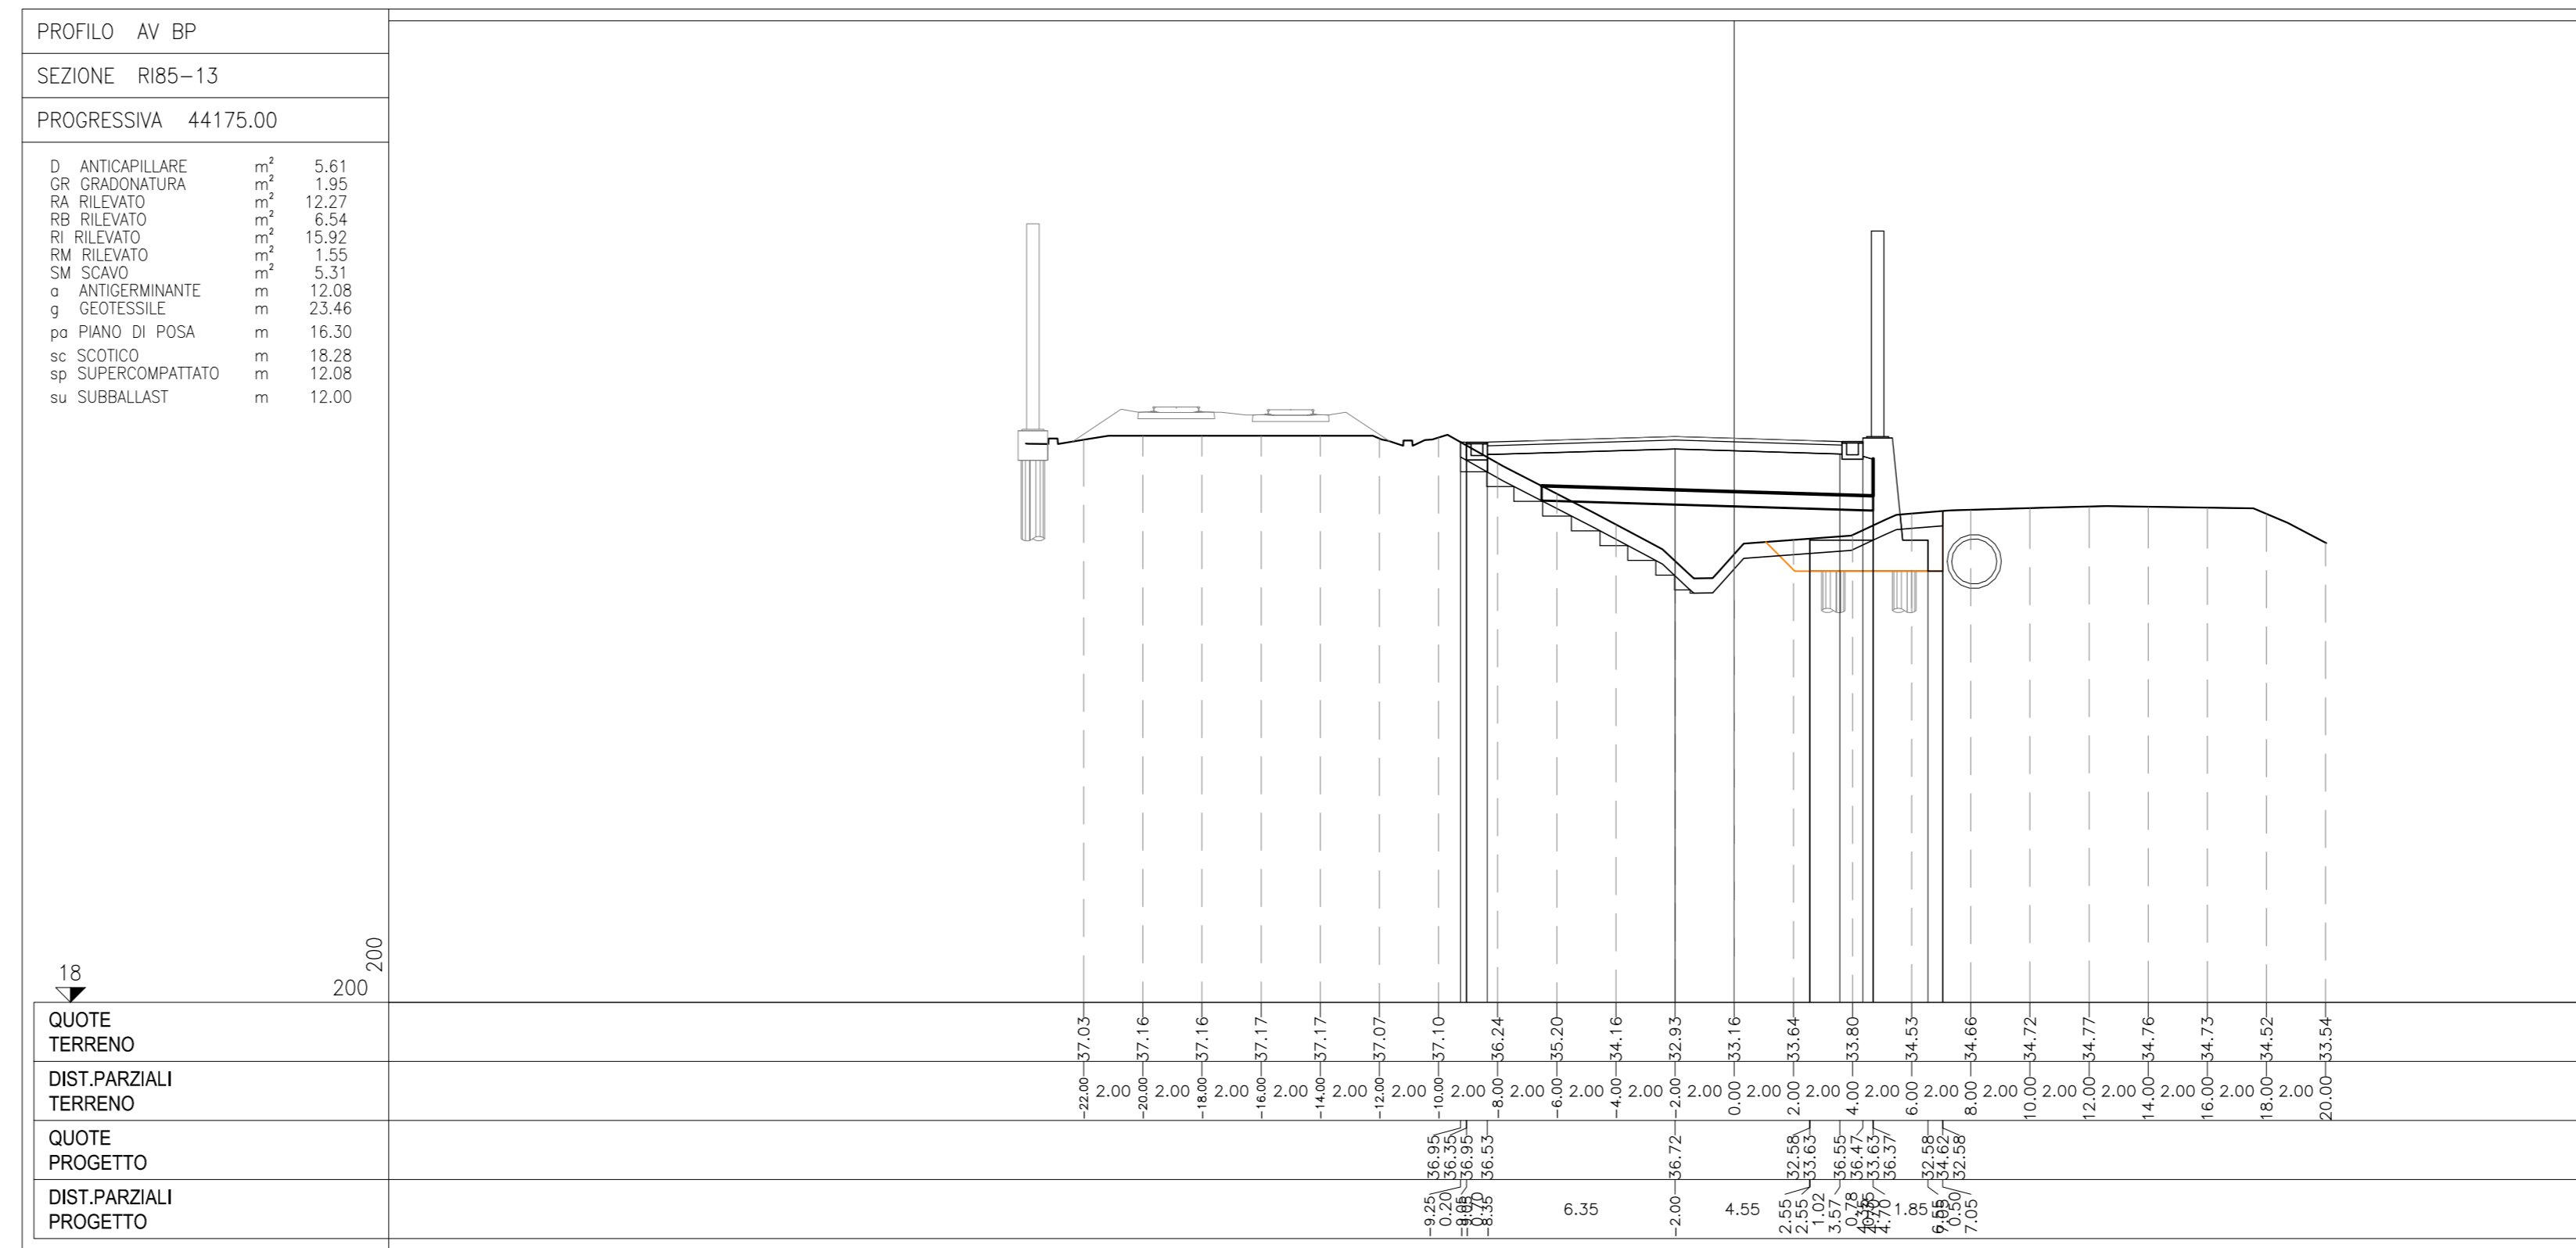 PROFILO AV BP
SEZIONE RI85-13
PROGRESSIVA 44175.00
D ANTICAPILLARE m² 5.61
GR GRADONATURA m² 1.95
RA RILEVATO m² 12.27
RB RILEVATO m² 6.54
RI RILEVATO m² 15.92
RM RILEVATO m² 1.55
SM SCAVO m² 5.31
a ANTIGERMINANTE m 12.08
g GEOTESSILE m 23.46
pa PIANO DI POSA m 16.30
sc SCOTICO m 18.28
sp SUPERCOMPATTATO m 12.08
su SUBBALLAST m 12.00
18
200
200
QUOTE
TERRENO
37.03 37.16 37.16 37.17 37.17 37.07 37.10 36.24 35.20 34.16 32.93 33.16 33.64 33.80 34.53 34.66 34.72 34.77 34.76 34.73 34.52 33.54
DIST.PARZIALI
TERRENO
-22.00 2.00 -20.00 2.00 -18.00 2.00 -16.00 2.00 -14.00 2.00 -12.00 2.00 -10.00 2.00 -8.00 2.00 -6.00 2.00 -4.00 2.00 -2.00 2.00 0.00 2.00 2.00 2.00 4.00 2.00 6.00 2.00 8.00 2.00 10.00 2.00 12.00 2.00 14.00 2.00 16.00 2.00 18.00 2.00 20.00
QUOTE
PROGETTO
36.95 36.35 36.95 36.53 36.72 32.58 33.63 36.55 36.47 33.63 36.37 32.58 34.62 32.58
DIST.PARZIALI
PROGETTO
-9.25 0.20 -9.05 0.70 -8.35 6.35 -2.00 4.55 2.55 2.55 1.02 3.57 0.78 4.70 1.85 0.50 7.05